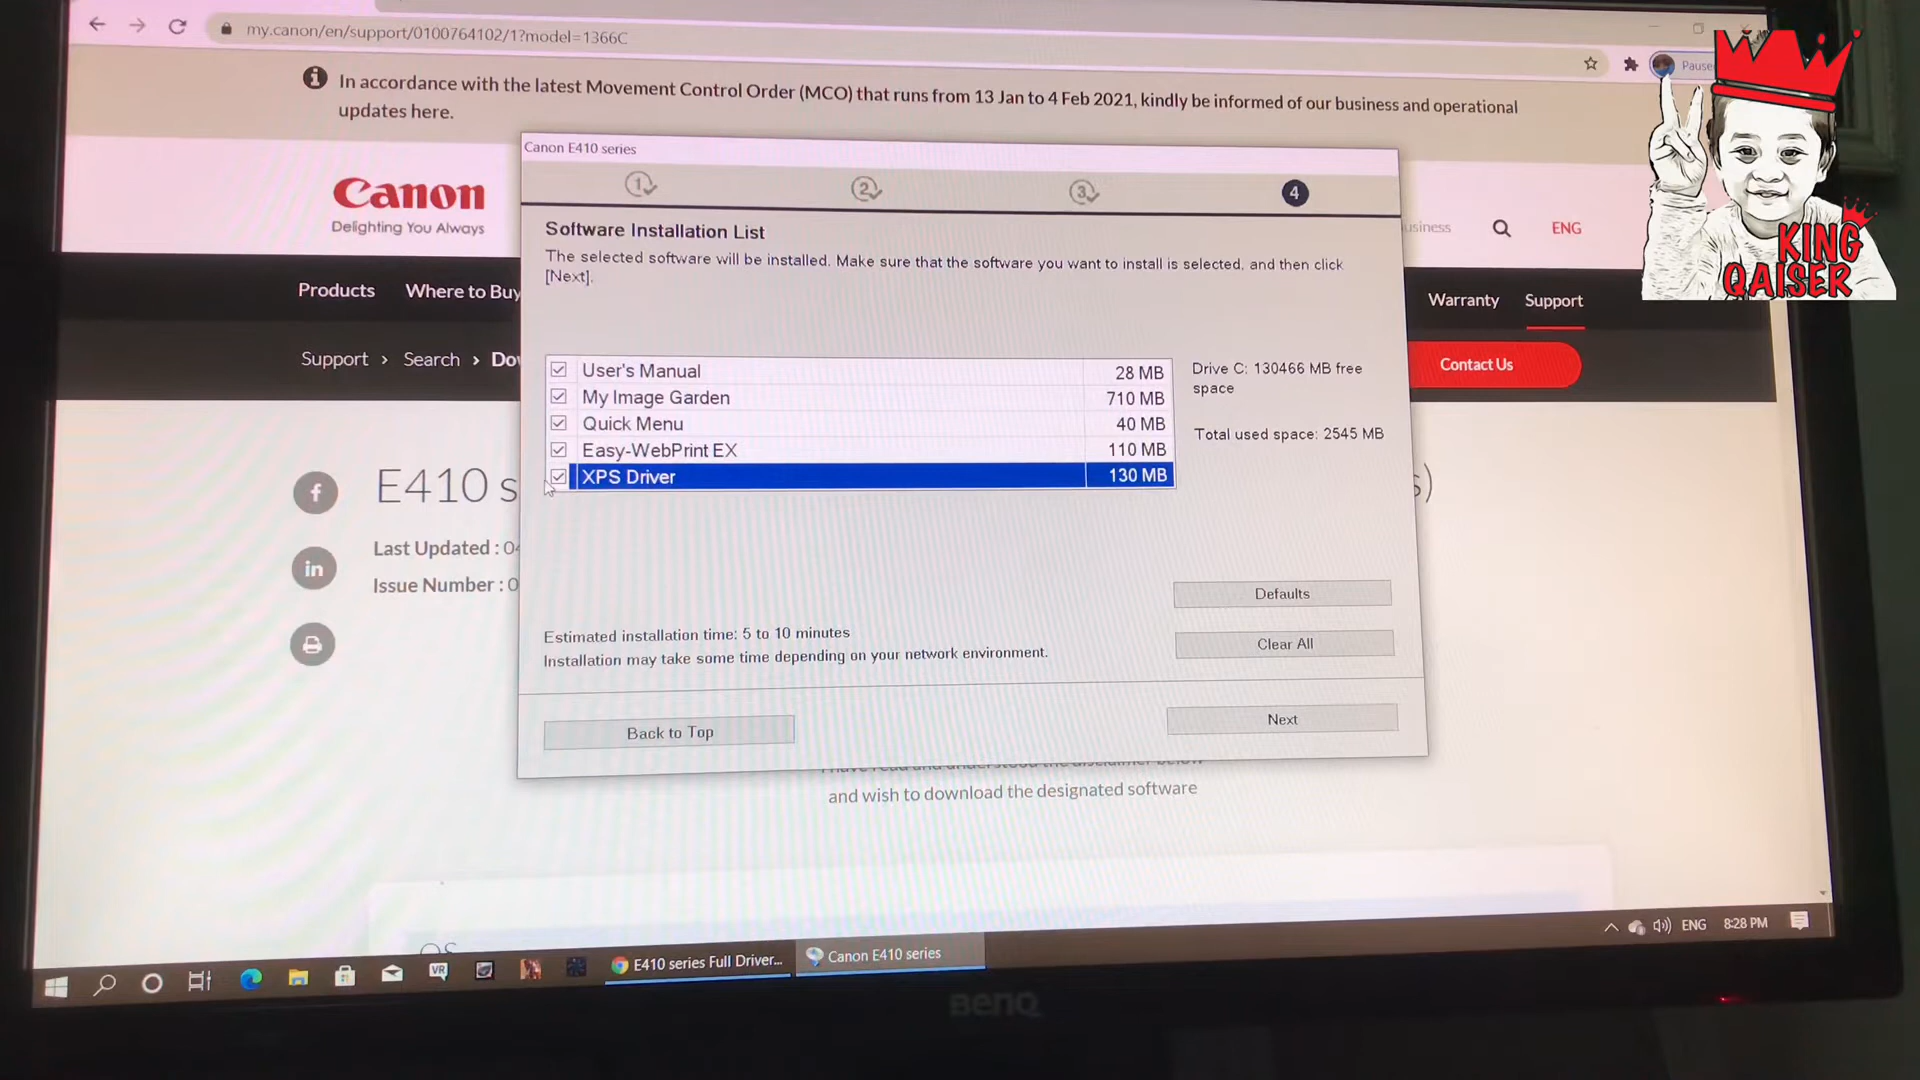 my.canon/en/support/0100764102/1?model=1366C
In accordance with the latest Movement Control Order (MCO) that runs from 13 Jan to 4 Feb 2021, kindly be informed of our business and operational
updates here.
Canon
Delighting You Always
ENG
Products
Where to Buy
Warranty
Support
Support > Search >
Contact Us
E410 s
Last Updated : 0
Issue Number : 0
Canon E410 series
1
2
3
4
Software Installation List
The selected software will be installed. Make sure that the software you want to install is selected, and then click
[Next].
User's Manual 28 MB
My Image Garden 710 MB
Quick Menu 40 MB
Easy-WebPrint EX 110 MB
XPS Driver 130 MB
Drive C: 130466 MB free
space
Total used space: 2545 MB
Defaults
Clear All
Estimated installation time: 5 to 10 minutes
Installation may take some time depending on your network environment.
Back to Top
Next
and wish to download the designated software
OS
VR
E410 series Full Driver...
Canon E410 series
ENG
8:28 PM
BenQ
KING
QAISER